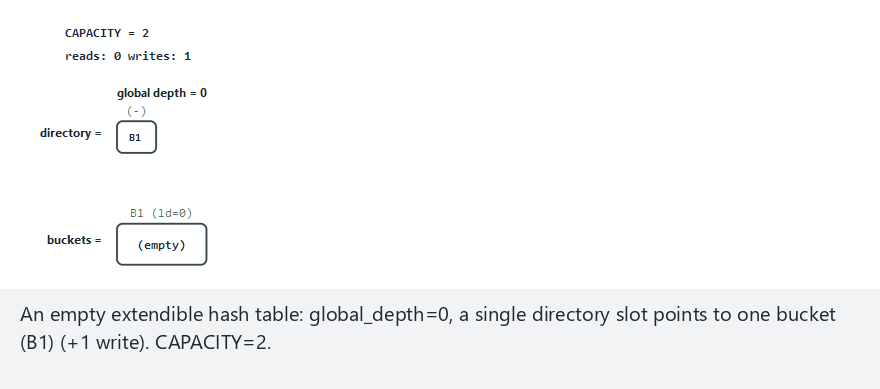 CAPACITY = 2
reads: 0 writes: 1
global depth = 0
(-)
directory =
B1
B1 (ld=0)
buckets =
(empty)
An empty extendible hash table: global_depth=0, a single directory slot points to one bucket
(B1) (+1 write). CAPACITY=2.